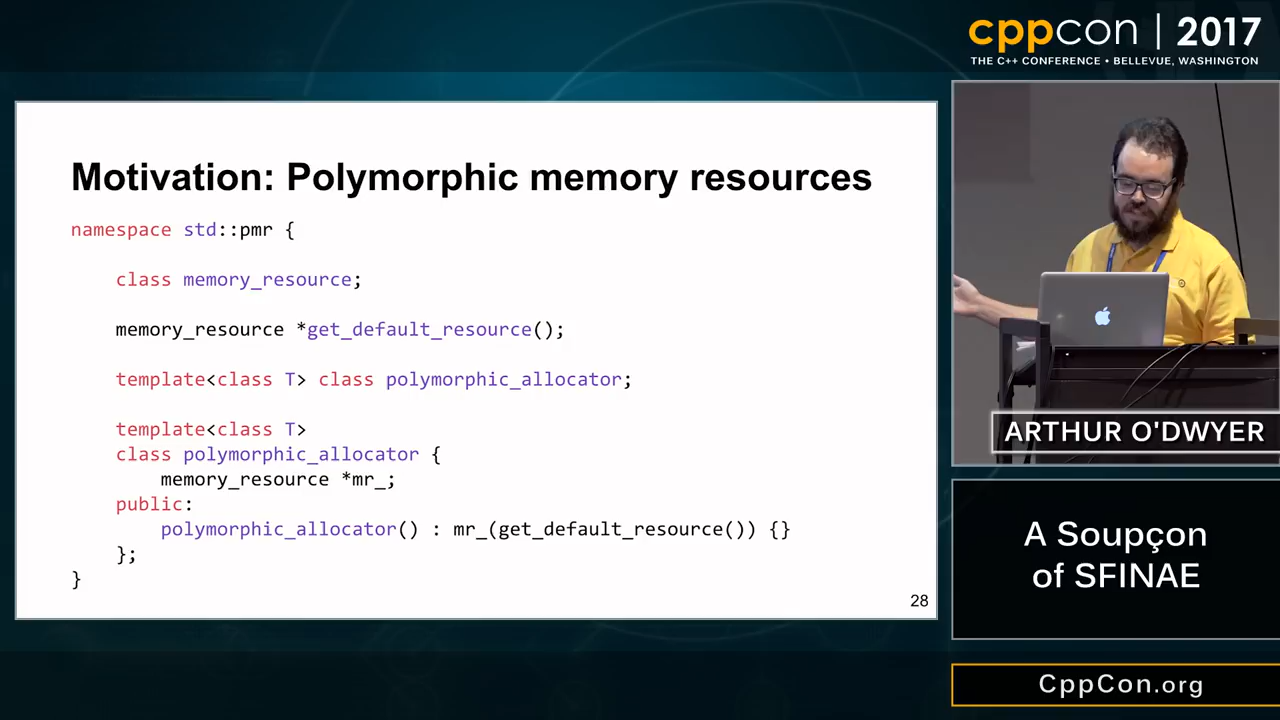 cppcon | 2017
THE C++ CONFERENCE • BELLEVUE, WASHINGTON
Motivation: Polymorphic memory resources
namespace std::pmr {
class memory_resource;
memory_resource *get_default_resource();
template<class T> class polymorphic_allocator;
template<class T>
class polymorphic_allocator {
memory_resource *mr_;
public:
polymorphic_allocator() : mr_(get_default_resource()) {}
};
}
28
ARTHUR O'DWYER
A Soupçon
of SFINAE
CppCon.org